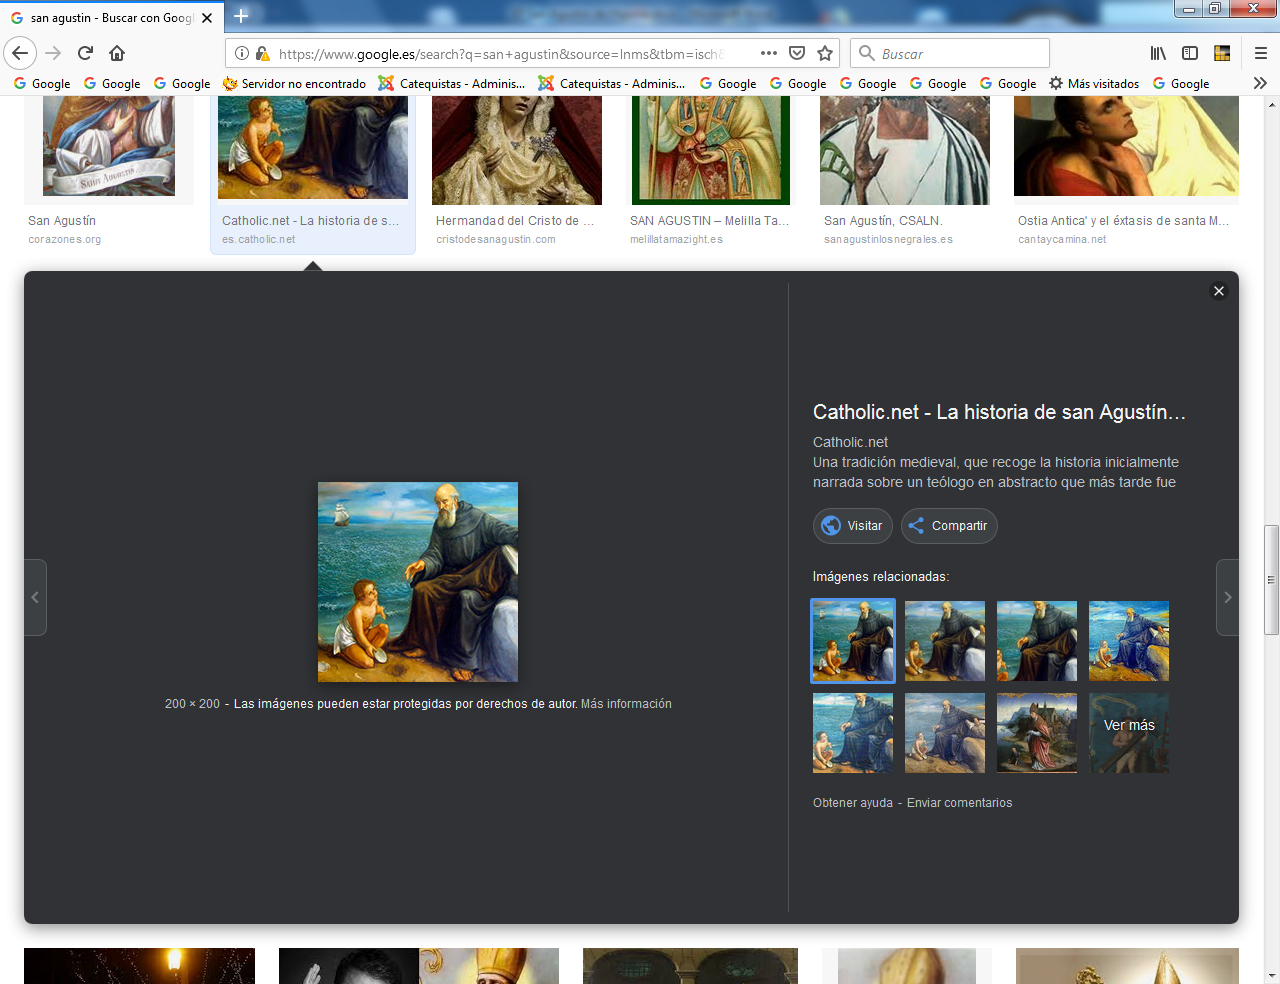 san agustin - Buscar con Googl
https://www.google.es/search?q=san+agustin&source=lnms&tbm=isch&
Buscar
Google
Google
Google
Servidor no encontrado
Catequistas - Adminis...
Catequistas - Adminis...
Google
Google
Google
Google
Google
Más visitados
Google
SAN AGUSTIN
San Agustín
corazones.org
Catholic.net - La historia de s...
es.catholic.net
Hermandad del Cristo de ...
cristodesanagustin.com
SAN AGUSTIN – Melilla Ta...
melillatamazight.es
San Agustín, CSALN.
sanagustinlosnegrales.es
Ostia Antica' y el éxtasis de santa M...
cantaycamina.net
Catholic.net - La historia de san Agustín...
Catholic.net
Una tradición medieval, que recoge la historia inicialmente
narrada sobre un teólogo en abstracto que más tarde fue
Visitar
Compartir
Imágenes relacionadas:
Ver más
200 × 200 - Las imágenes pueden estar protegidas por derechos de autor. Más información
Obtener ayuda - Enviar comentarios